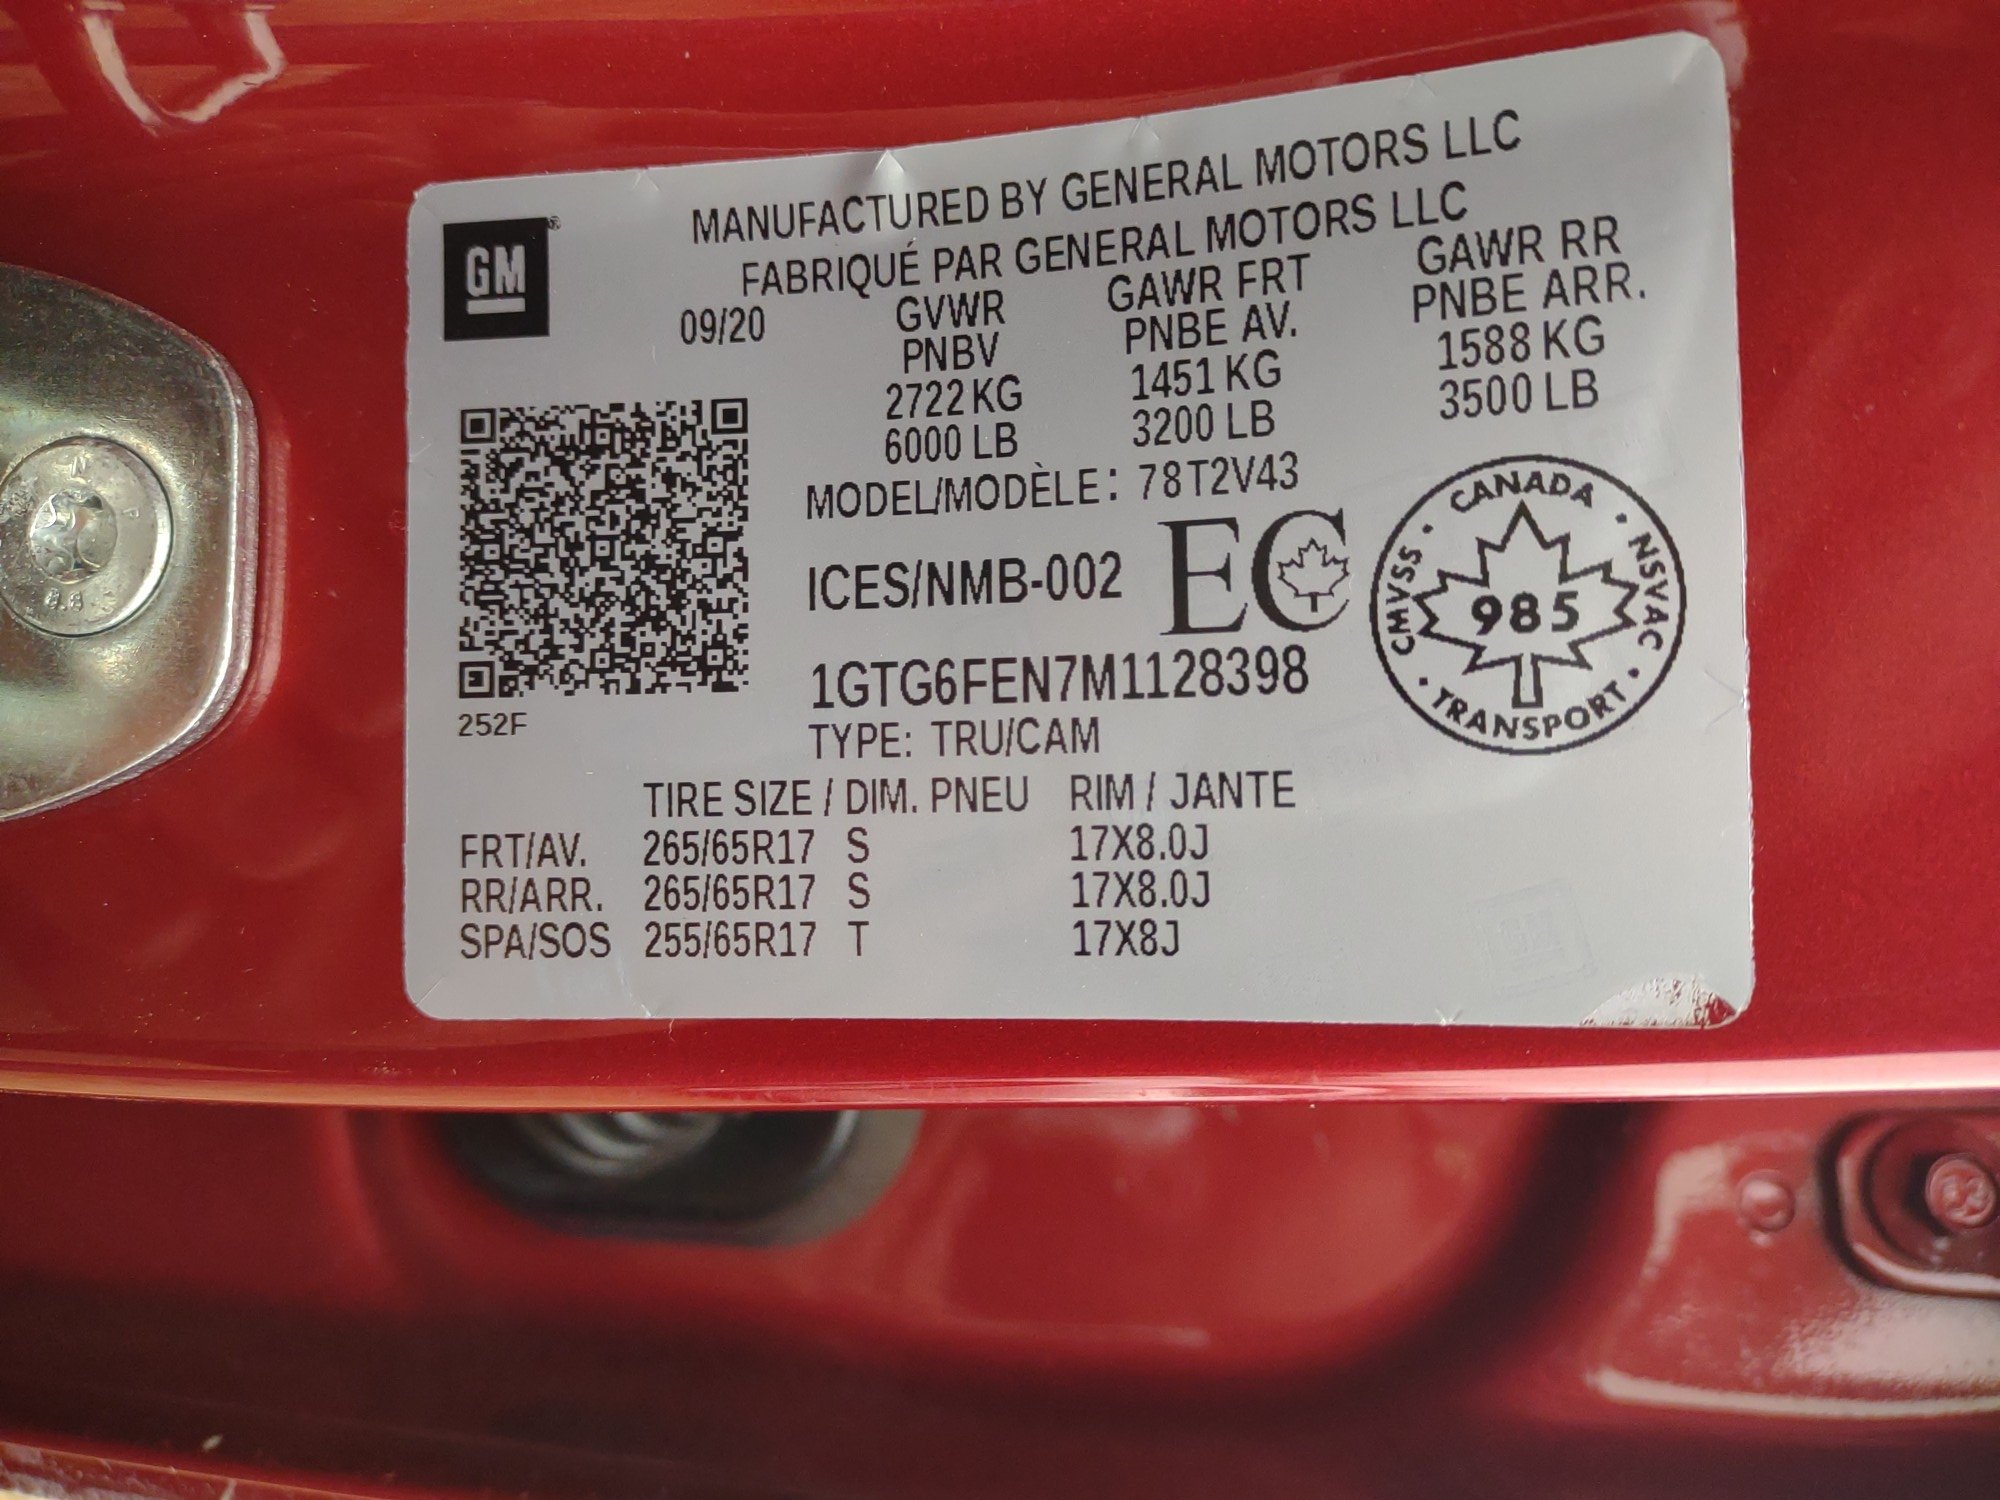 GM®
MANUFACTURED BY GENERAL MOTORS LLC
FABRIQUÉ PAR GENERAL MOTORS LLC
09/20
GVWR
PNBV
2722 KG
6000 LB
GAWR FRT
PNBE AV.
1451 KG
3200 LB
GAWR RR
PNBE ARR.
1588 KG
3500 LB
MODEL/MODÈLE: 78T2V43
ICES/NMB-002
EC
CANADA
CMVSS · NSVAC
985
TRANSPORT
1GTG6FEN7M1128398
252F
TYPE: TRU/CAM
TIRE SIZE / DIM. PNEU RIM / JANTE
FRT/AV. 265/65R17 S 17X8.0J
RR/ARR. 265/65R17 S 17X8.0J
SPA/SOS 255/65R17 T 17X8J
8.8